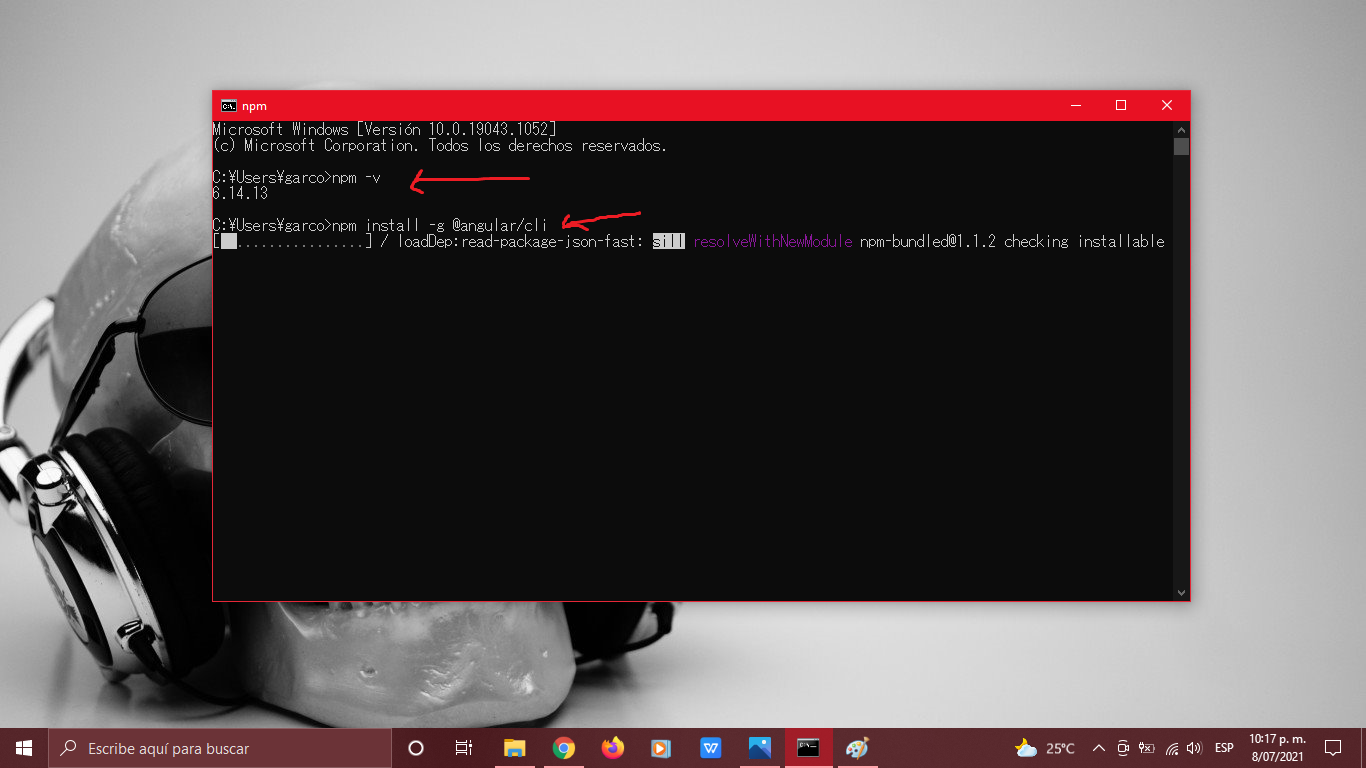 npm
Microsoft Windows [Versión 10.0.19043.1052]
(c) Microsoft Corporation. Todos los derechos reservados.
C:¥Users¥garco>npm -v
6.14.13
C:¥Users¥garco>npm install -g @angular/cli
[██................] / loadDep:read-package-json-fast: sill resolveWithNewModule npm-bundled@1.1.2 checking installable
Escribe aquí para buscar
25°C
ESP
10:17 p. m.
8/07/2021